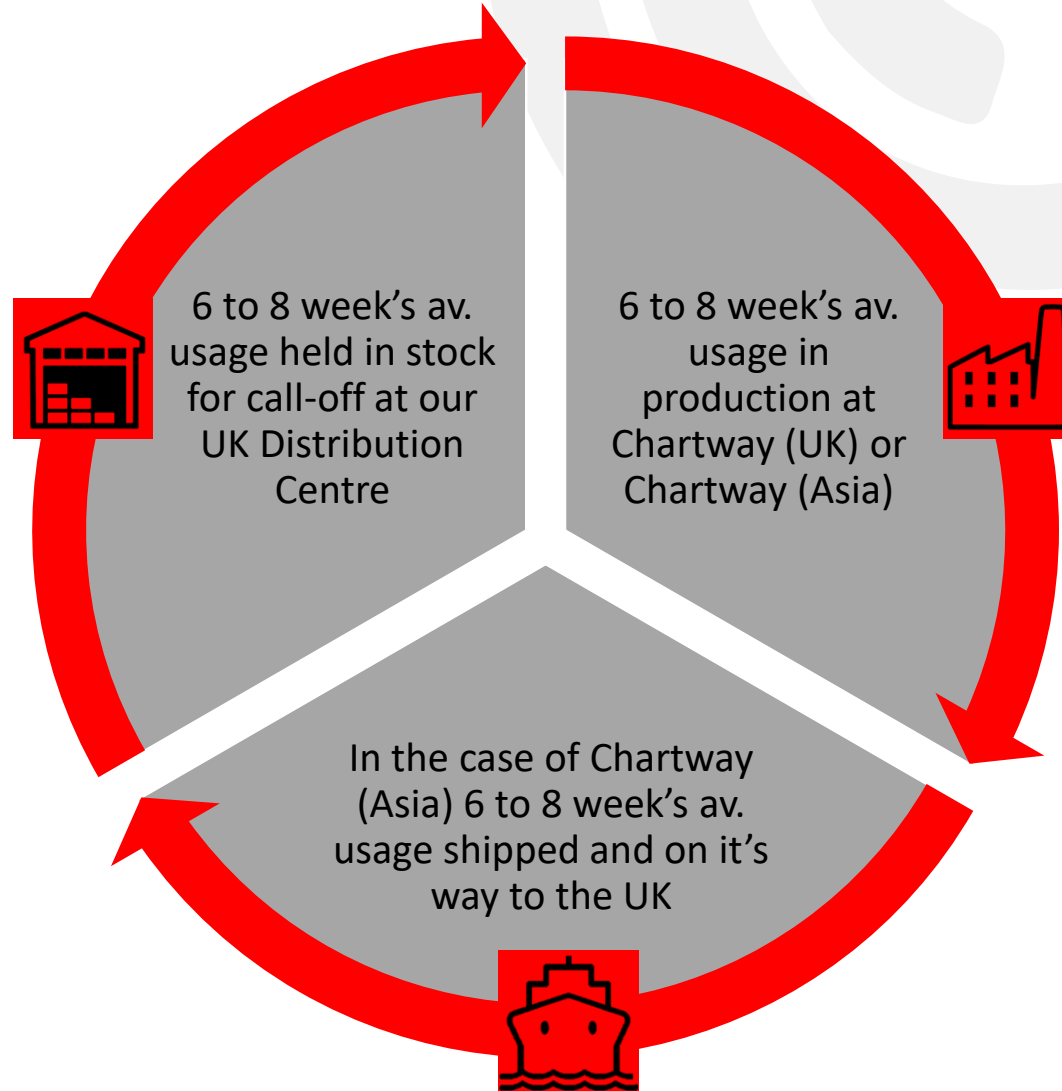 6 to 8 week’s av.
usage held in stock
for call-off at our
UK Distribution
Centre
6 to 8 week’s av.
usage in
production at
Chartway (UK) or
Chartway (Asia)
In the case of Chartway
(Asia) 6 to 8 week’s av.
usage shipped and on it’s
way to the UK